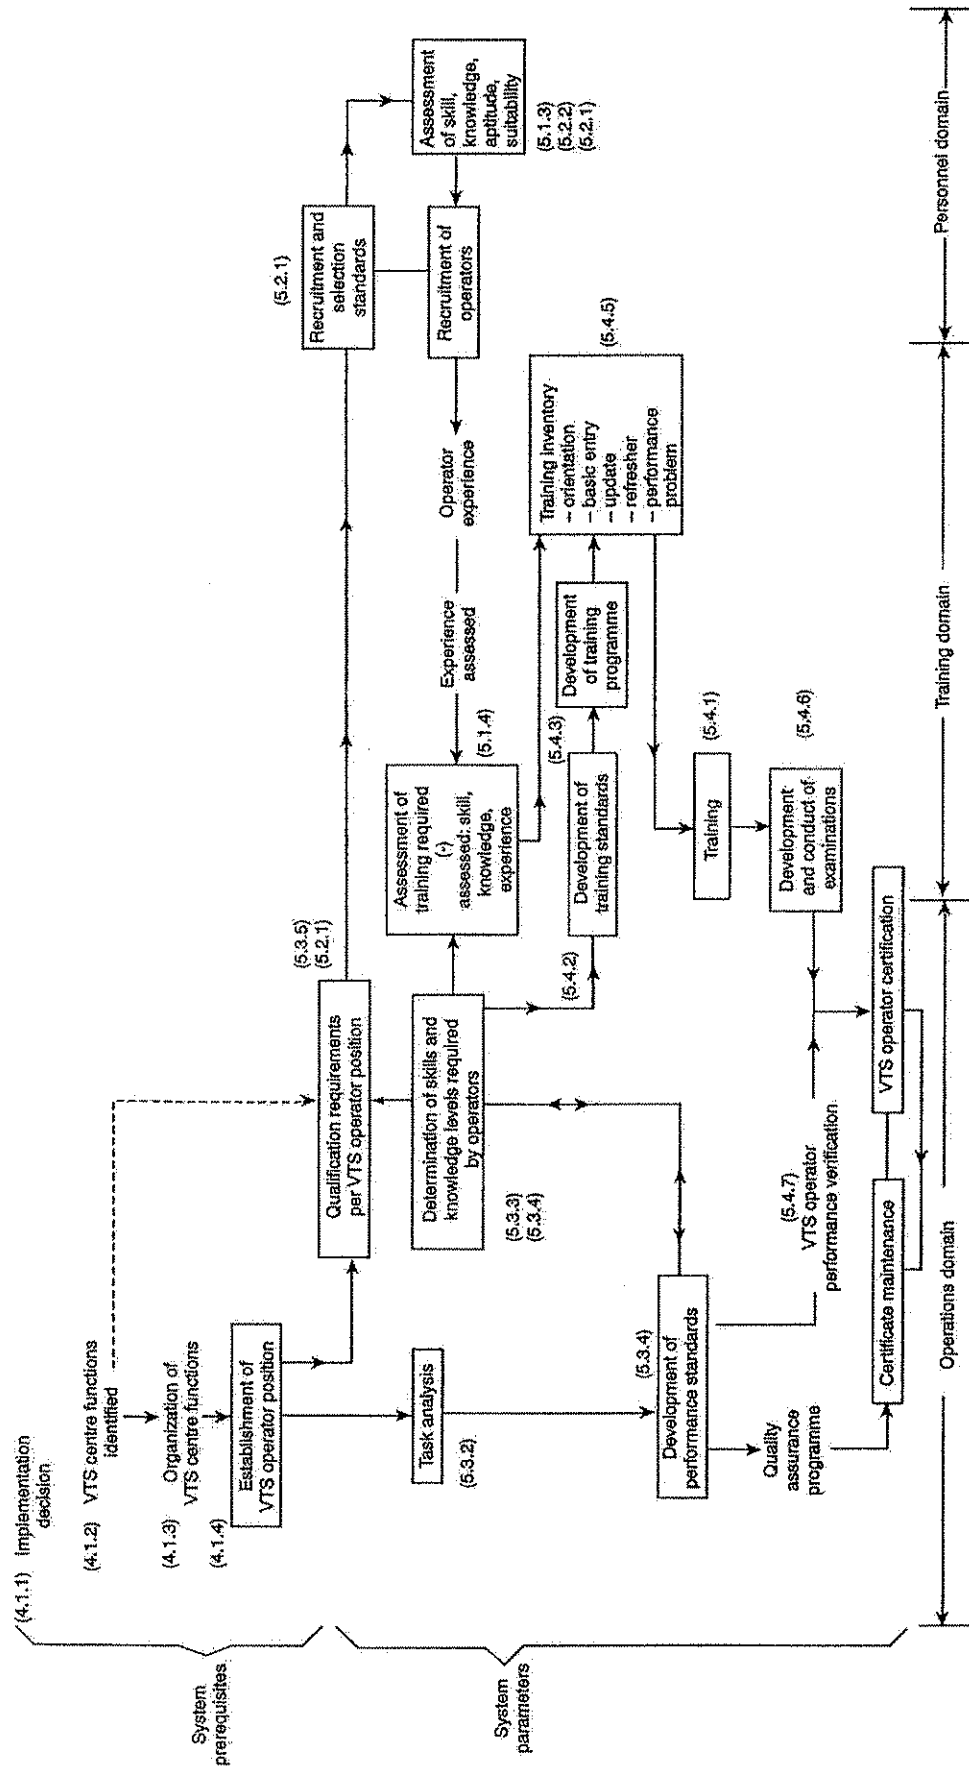 (4.1.1) Implementation
decision
(4.1.2) VTS centre functions
identified
(4.1.3)
Organization of
VTS centre functions
(4.1.4)
Establishment of
VTS operator position
System
prerequisites
Qualification requirements
per VTS operator position
(5.3.5)
(5.2.1)
(5.2.1)
Recruitment and
selection
standards
Assessment
of skill,
knowledge,
aptitude,
suitability
(5.1.3)
(5.2.2)
(5.2.1)
Recruitment of
operators
Operator
experience
Experience
assessed
Assessment of
training required
(-)
assessed: skill,
knowledge,
experience
(5.1.4)
Determination of skills and
knowledge levels required
by operators
(5.3.3)
(5.3.4)
Task analysis
(5.3.2)
(5.4.2)
(5.4.3)
Development of
training standards
Development
of training
programme
Training inventory
– orientation
– basic entry
– update
– refresher
– performance
problem
(5.4.5)
System
parameters
(5.3.4)
Development of
performance standards
Training
(5.4.1)
Development
and conduct of
examinations
(5.4.6)
Quality
assurance
programme
(5.4.7)
VTS operator
performance verification
Certificate maintenance
VTS operator certification
Operations domain
Training domain
Personnel domain